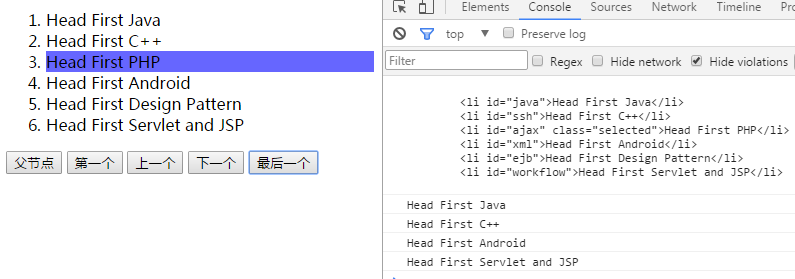 1. Head First Java
2. Head First C++
3. Head First PHP
4. Head First Android
5. Head First Design Pattern
6. Head First Servlet and JSP
父节点 第一个 上一个 下一个 最后一个
Elements Console Sources Network Timeline
top Preserve log
Filter Regex Hide network Hide violations
<li id="java">Head First Java</li>
<li id="ssh">Head First C++</li>
<li id="ajax" class="selected">Head First PHP</li>
<li id="xml">Head First Android</li>
<li id="ejb">Head First Design Pattern</li>
<li id="workflow">Head First Servlet and JSP</li>
Head First Java
Head First C++
Head First Android
Head First Servlet and JSP